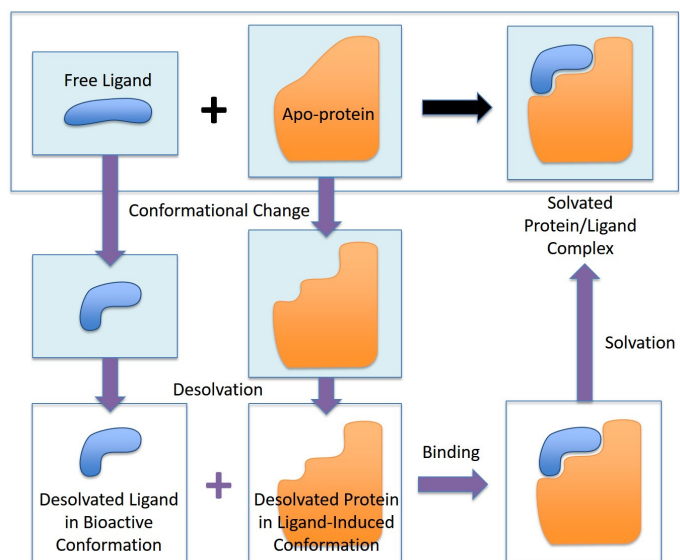 Free Ligand
+
Apo-protein
Solvated
Protein/Ligand
Complex
Conformational Change
Desolvation
Solvation
Binding
+
Desolvated Ligand
in Bioactive
Conformation
Desolvated Protein
in Ligand-Induced
Conformation